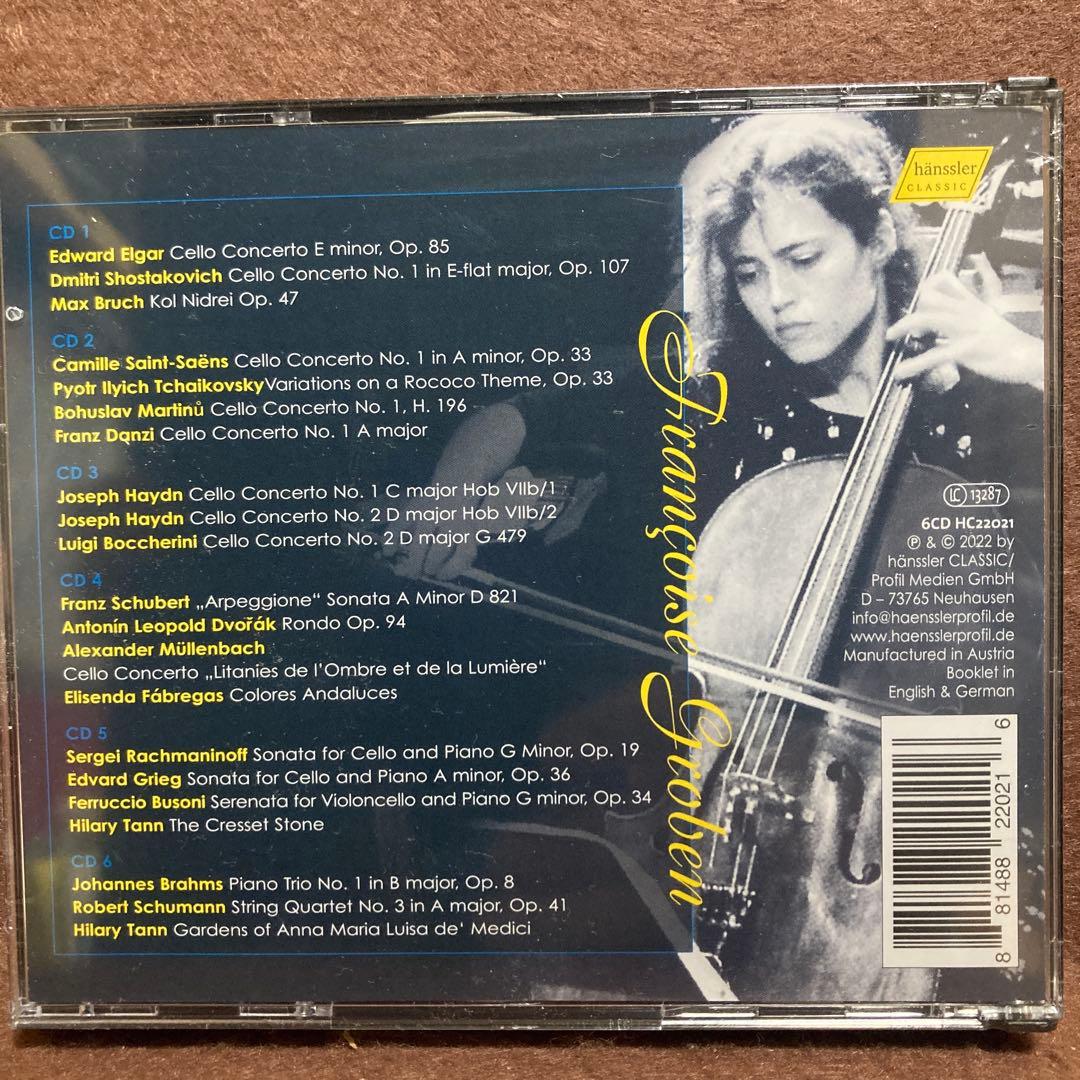 hänssler
CLASSIC
CD 1
Edward Elgar Cello Concerto E minor, Op. 85
Dmitri Shostakovich Cello Concerto No. 1 in E-flat major, Op. 107
Max Bruch Kol Nidrei Op. 47
CD 2
Camille Saint-Saëns Cello Concerto No. 1 in A minor, Op. 33
Pyotr Ilyich TchaikovskyVariations on a Rococo Theme, Op. 33
Bohuslav Martinů Cello Concerto No. 1, H. 196
Franz Danzi Cello Concerto No. 1 A major
CD 3
Joseph Haydn Cello Concerto No. 1 C major Hob VIIb/1
Joseph Haydn Cello Concerto No. 2 D major Hob VIIb/2
Luigi Boccherini Cello Concerto No. 2 D major G 479
CD 4
Franz Schubert „Arpeggione“ Sonata A Minor D 821
Antonín Leopold Dvořák Rondo Op. 94
Alexander Müllenbach
Cello Concerto „Litanies de l’Ombre et de la Lumière“
Elisenda Fábregas Colores Andaluces
CD 5
Sergei Rachmaninoff Sonata for Cello and Piano G Minor, Op. 19
Edvard Grieg Sonata for Cello and Piano A minor, Op. 36
Ferruccio Busoni Serenata for Violoncello and Piano G minor, Op. 34
Hilary Tann The Cresset Stone
CD 6
Johannes Brahms Piano Trio No. 1 in B major, Op. 8
Robert Schumann String Quartet No. 3 in A major, Op. 41
Hilary Tann Gardens of Anna Maria Luisa de‘ Medici
Françoise Groben
LC 13287
6CD HC22021
℗ & © 2022 by
hänssler CLASSIC/
Profil Medien GmbH
D – 73765 Neuhausen
info@haensslerprofil.de
www.haensslerprofil.de
Manufactured in Austria
Booklet in
English & German
8 81488 22021 6